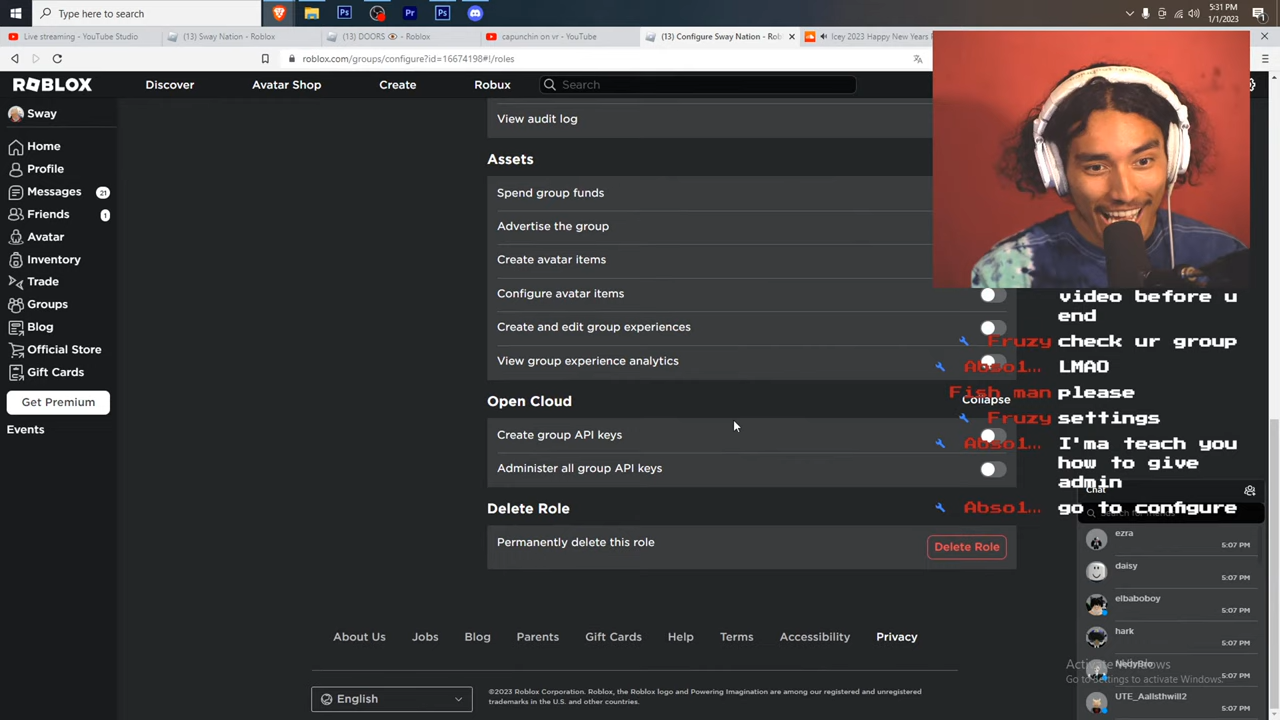 Type here to search
5:31 PM
1/1/2023
Live streaming - YouTube Studio
(13) Sway Nation - Roblox
(13) DOORS 👁 - Roblox
capunchin on vr - YouTube
(13) Configure Sway Nation - Rob
Icey 2023 Happy New Years
roblox.com/groups/configure?id=16674198#!/roles
ROBLOX
Discover
Avatar Shop
Create
Robux
Search
Sway
Home
Profile
Messages
21
Friends
1
Avatar
Inventory
Trade
Groups
Blog
Official Store
Gift Cards
Get Premium
Events
View audit log
Assets
Spend group funds
Advertise the group
Create avatar items
Configure avatar items
Create and edit group experiences
View group experience analytics
Open Cloud
Collapse
Create group API keys
Administer all group API keys
Delete Role
Permanently delete this role
Delete Role
video before u
end
Fruzy check ur group
Absol… LMAO
Fish man please
Fruzy settings
Absol… I'ma teach you
how to give
admin
Absol… go to configure
Chat
ezra
5:07 PM
daisy
5:07 PM
elbaboboy
5:07 PM
hark
5:07 PM
5:07 PM
UTE_Aallsthwill2
5:07 PM
Activate Windows
Go to Settings to activate Windows.
About Us
Jobs
Blog
Parents
Gift Cards
Help
Terms
Accessibility
Privacy
English
©2023 Roblox Corporation. Roblox, the Roblox logo and Powering Imagination are among our registered and unregistered
trademarks in the U.S. and other countries.